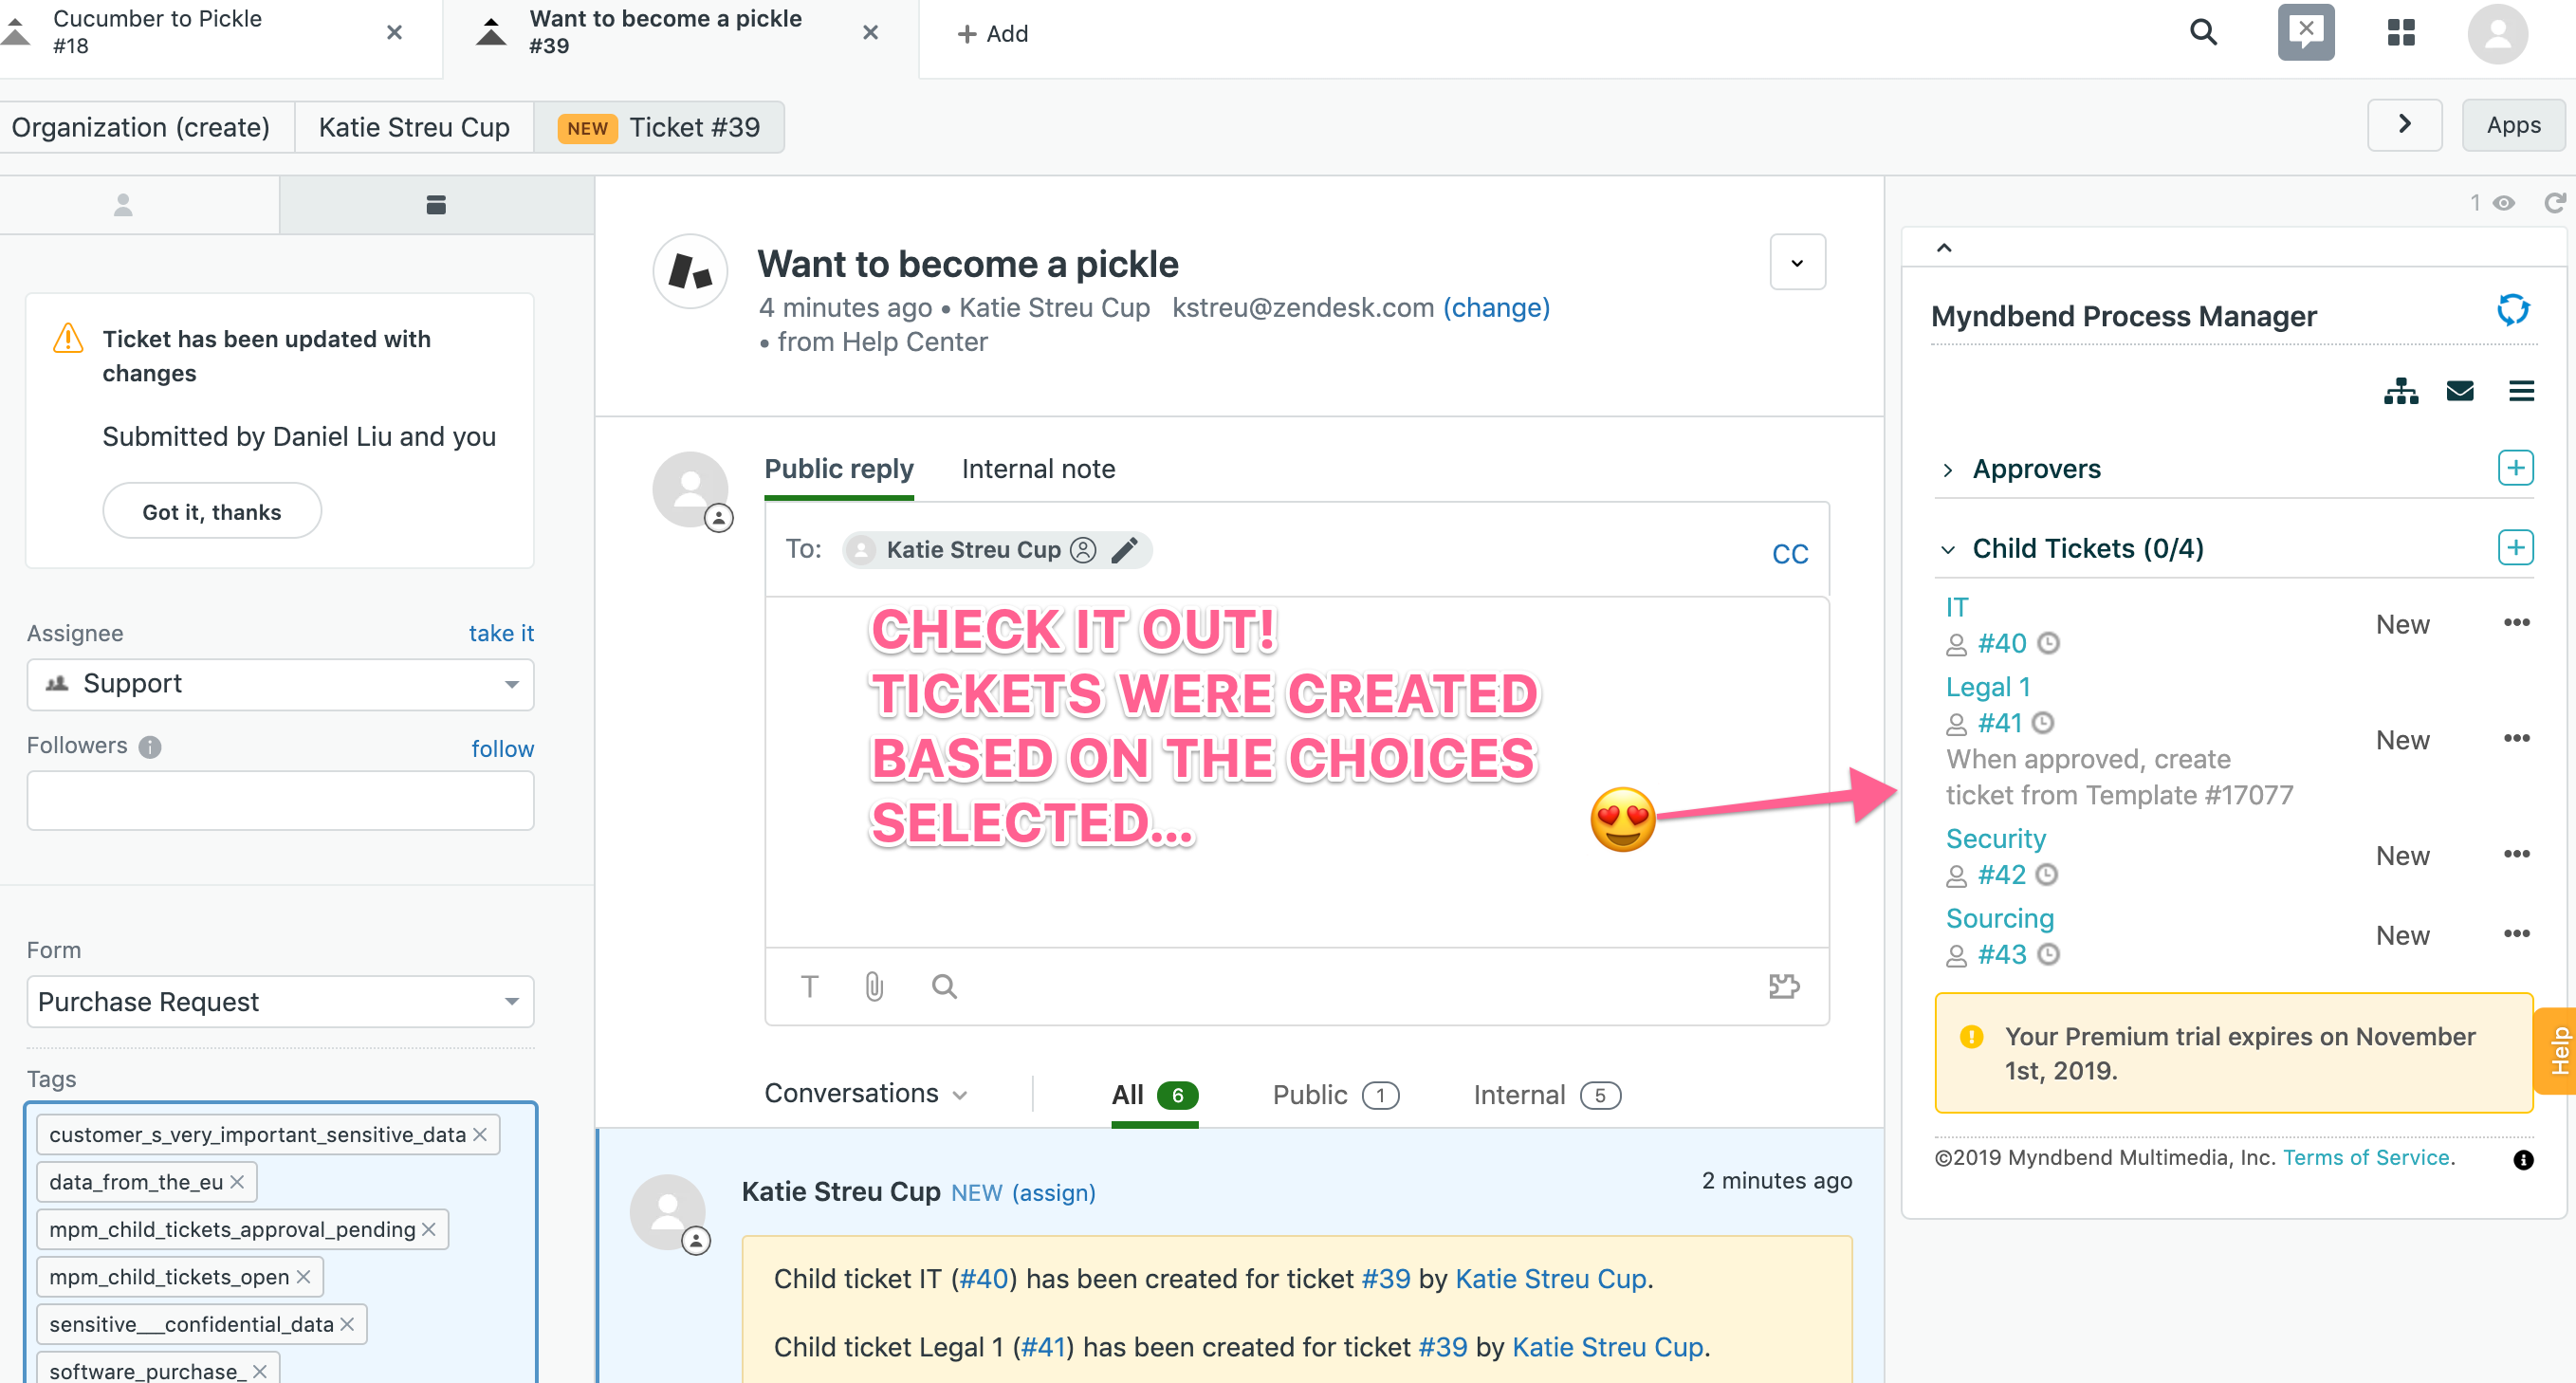 Cucumber to Pickle
#18
Want to become a pickle
#39
+ Add
Organization (create)
Katie Streu Cup
NEW Ticket #39
Apps
1
Ticket has been updated with
changes
Submitted by Daniel Liu and you
Got it, thanks
Assignee
take it
Support
Followers
follow
Form
Purchase Request
Tags
customer_s_very_important_sensitive_data
data_from_the_eu
mpm_child_tickets_approval_pending
mpm_child_tickets_open
sensitive___confidential_data
software_purchase_
Want to become a pickle
4 minutes ago • Katie Streu Cup kstreu@zendesk.com (change)
• from Help Center
Public reply
Internal note
To: Katie Streu Cup
CC
CHECK IT OUT!
TICKETS WERE CREATED
BASED ON THE CHOICES
SELECTED...
T
Conversations
All 6
Public 1
Internal 5
Katie Streu Cup NEW (assign)
2 minutes ago
Child ticket IT (#40) has been created for ticket #39 by Katie Streu Cup.
Child ticket Legal 1 (#41) has been created for ticket #39 by Katie Streu Cup.
Myndbend Process Manager
Approvers
Child Tickets (0/4)
IT
#40
New
Legal 1
#41
New
When approved, create
ticket from Template #17077
Security
#42
New
Sourcing
#43
New
Your Premium trial expires on November
1st, 2019.
Help
©2019 Myndbend Multimedia, Inc. Terms of Service.